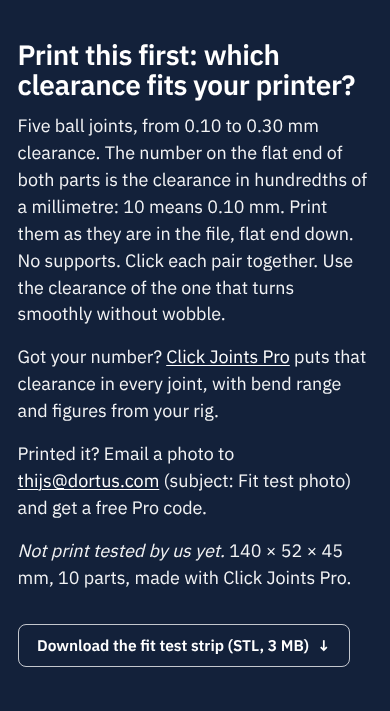 Print this first: which
clearance fits your printer?
Five ball joints, from 0.10 to 0.30 mm
clearance. The number on the flat end of
both parts is the clearance in hundredths of
a millimetre: 10 means 0.10 mm. Print
them as they are in the file, flat end down.
No supports. Click each pair together. Use
the clearance of the one that turns
smoothly without wobble.
Got your number? Click Joints Pro puts that
clearance in every joint, with bend range
and figures from your rig.
Printed it? Email a photo to
thijs@dortus.com (subject: Fit test photo)
and get a free Pro code.
Not print tested by us yet. 140 × 52 × 45
mm, 10 parts, made with Click Joints Pro.
Download the fit test strip (STL, 3 MB) ↓